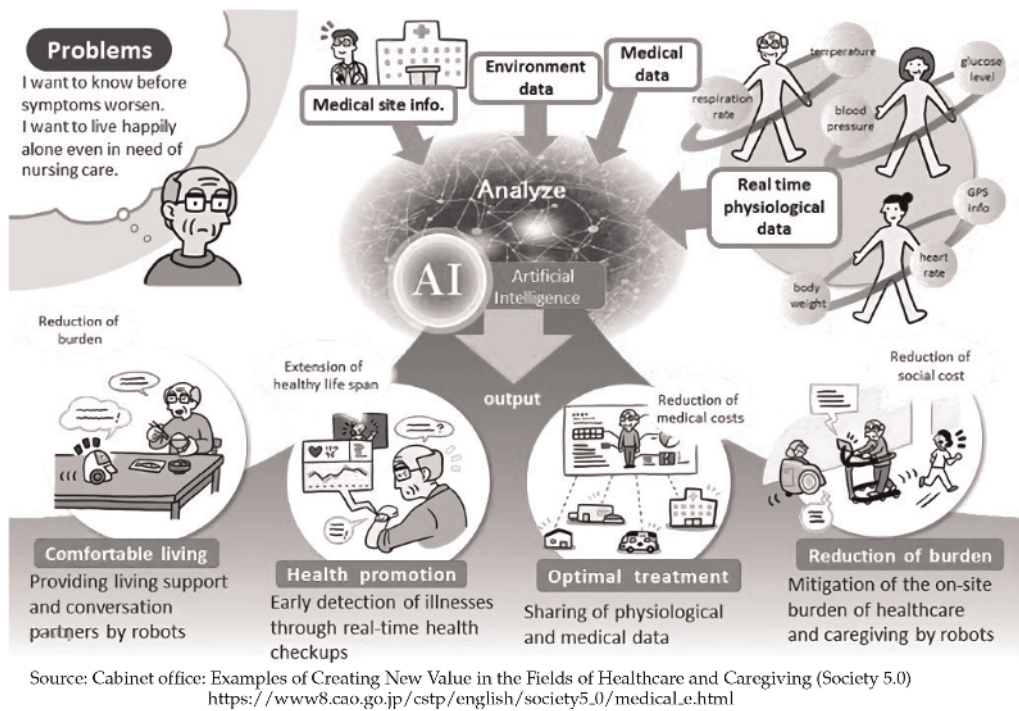 Problems
I want to know before
symptoms worsen.
I want to live happily
alone even in need of
nursing care.
Medical site info.
Environment
data
Medical
data
temperature
respiration
rate
blood
pressure
glucose
level
Real time
physiological
data
GPS
info
heart
rate
body
weight
Analyze
AI
Artificial
Intelligence
output
Reduction of
burden
Extension of
healthy life span
Reduction of
medical costs
Reduction of
social cost
Comfortable living
Providing living support
and conversation
partners by robots
Health promotion
Early detection of illnesses
through real-time health
checkups
Optimal treatment
Sharing of physiological
and medical data
Reduction of burden
Mitigation of the on-site
burden of healthcare
and caregiving by robots
Source: Cabinet office: Examples of Creating New Value in the Fields of Healthcare and Caregiving (Society 5.0)
https://www8.cao.go.jp/cstp/english/society5_0/medical_e.html